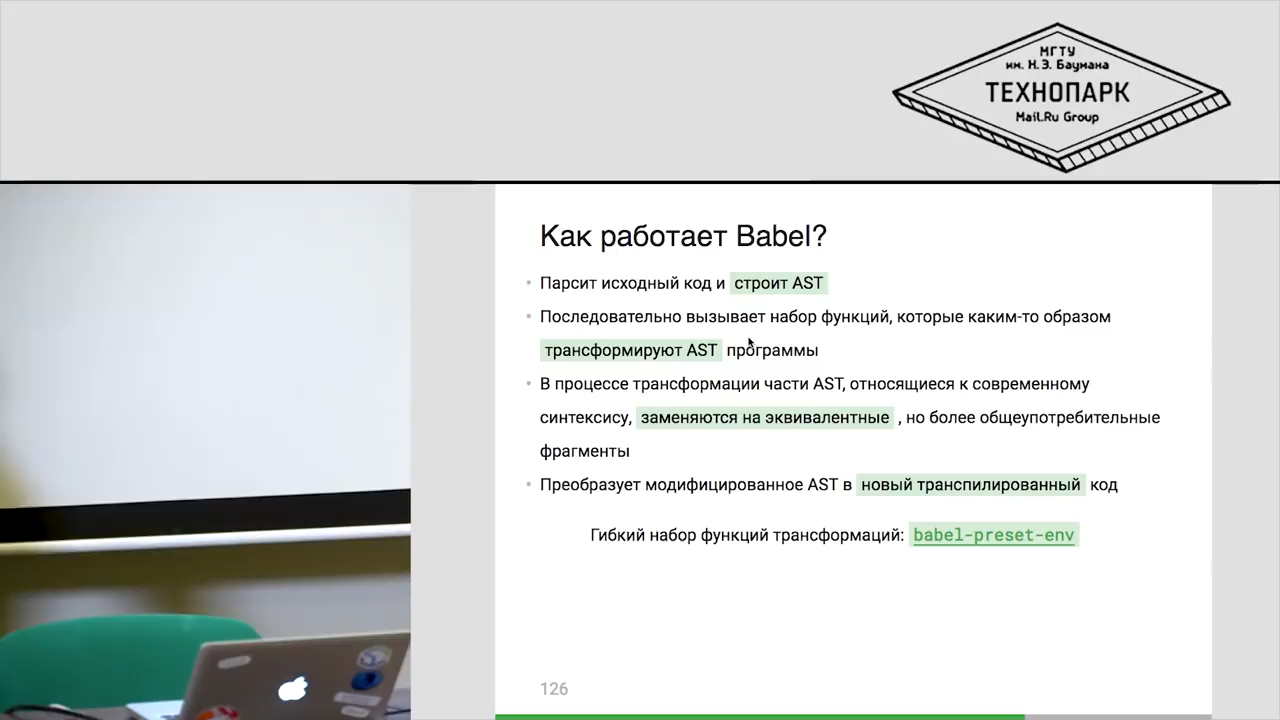 МГТУ
им. Н.Э. Баумана
ТЕХНОПАРК
Mail.Ru Group
Как работает Babel?
• Парсит исходный код и строит AST
• Последовательно вызывает набор функций, которые каким-то образом
трансформируют AST программы
• В процессе трансформации части AST, относящиеся к современному
синтексису, заменяются на эквивалентные , но более общеупотребительные
фрагменты
• Преобразует модифицированное AST в новый транспилированный код
Гибкий набор функций трансформаций: babel-preset-env
126